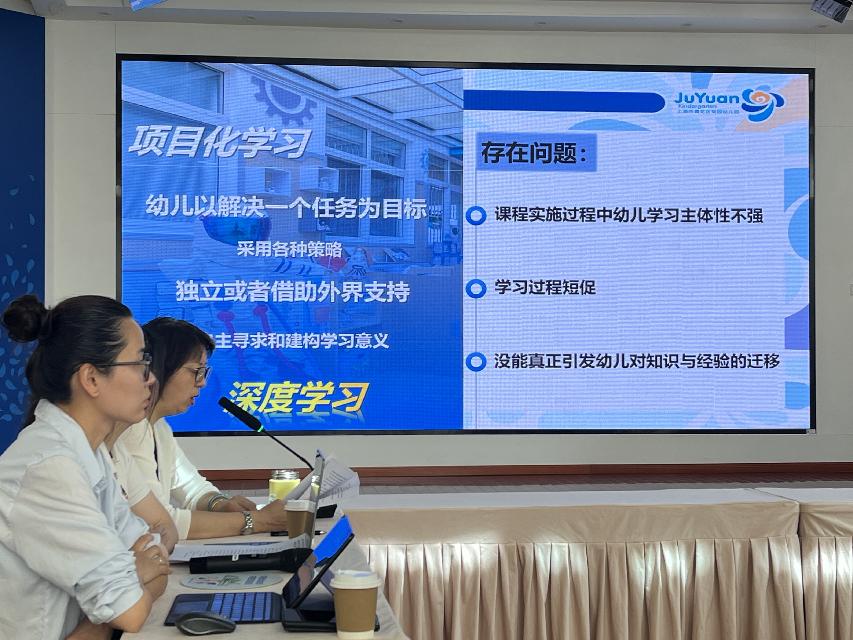 项目化学习
幼儿以解决一个任务为目标
采用各种策略
独立或者借助外界支持
主寻求和建构学习意义
深度学习
JuYuan
Kindergarten
存在问题：
课程实施过程中幼儿学习主体性不强
学习过程短促
没能真正引发幼儿对知识与经验的迁移